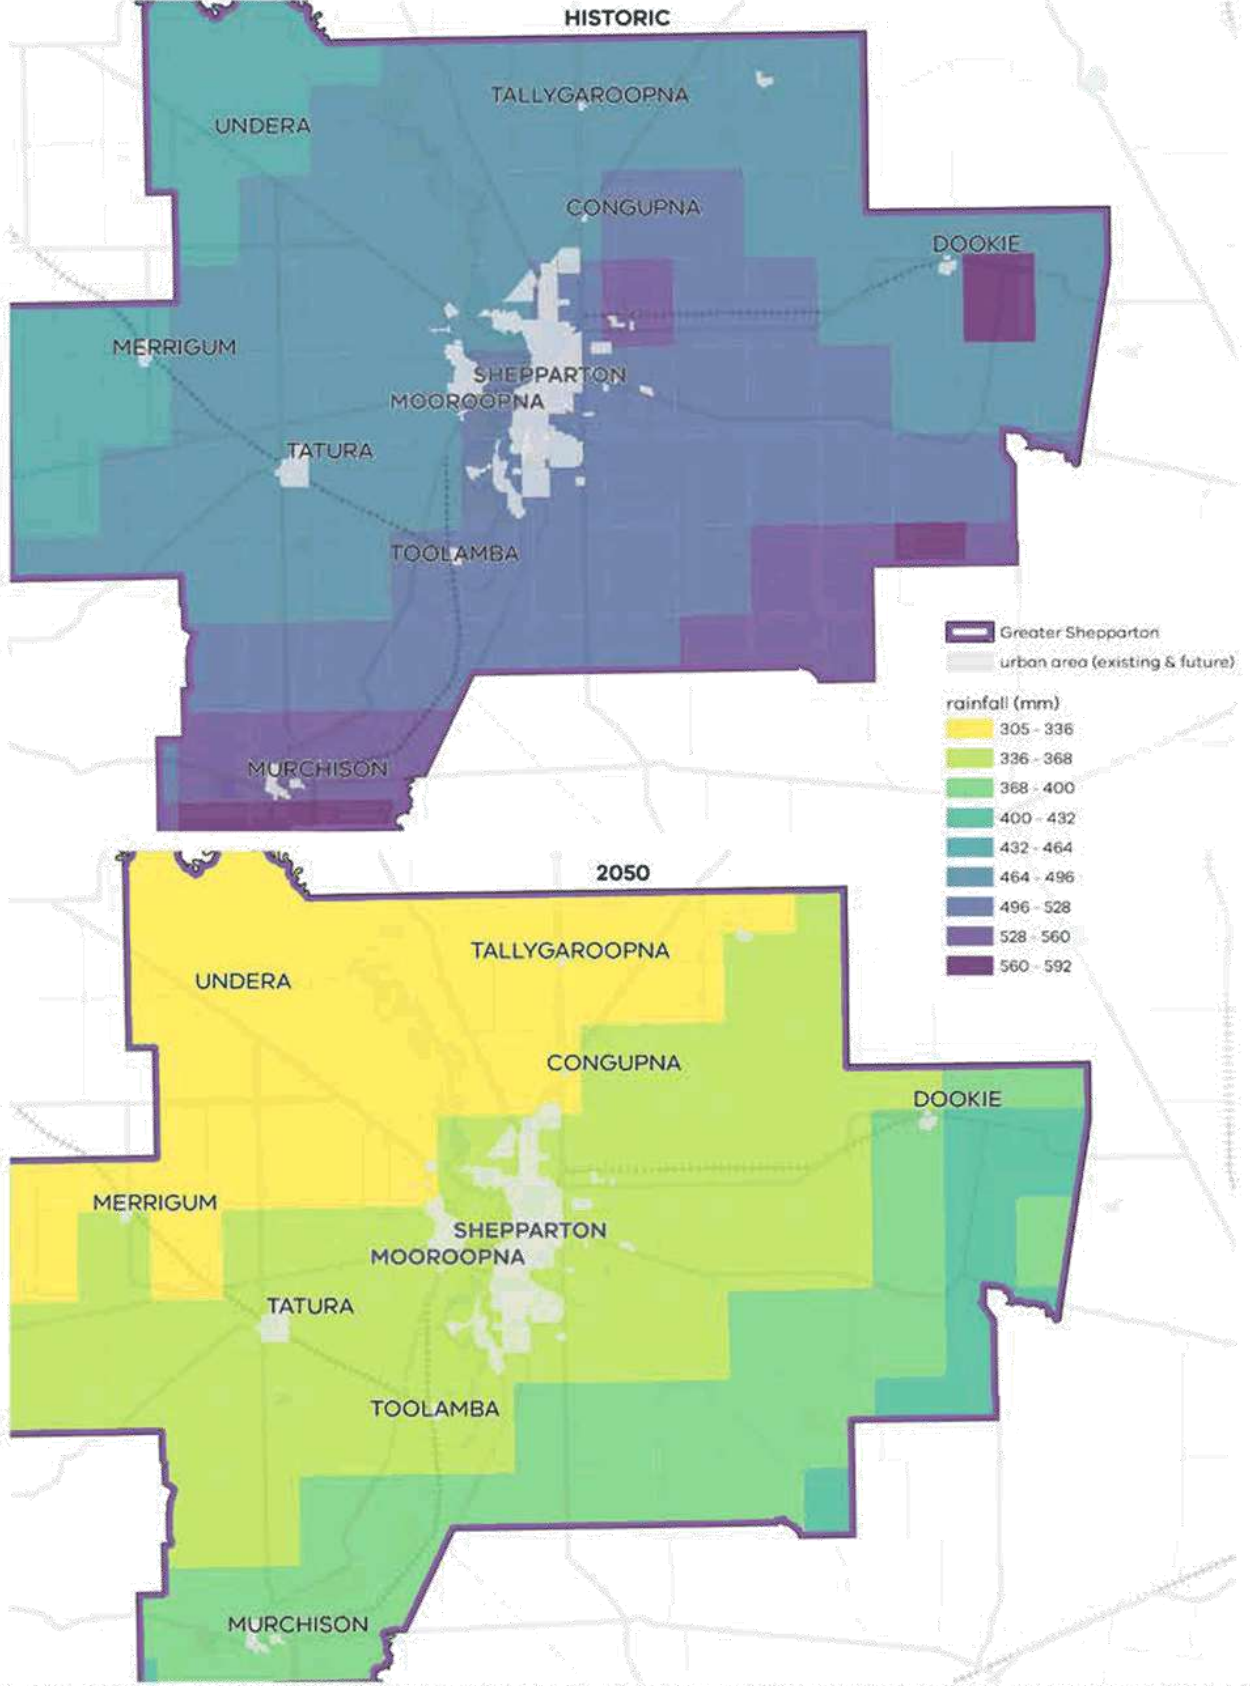 HISTORIC
TALLYGAROOPNA
UNDERA
CONGUPNA
DOOKIE
MERRIGUM
SHEPPARTON
MOOROOPNA
TATURA
TOOLAMBA
MURCHISON
Greater Shepparton
urban area (existing & future)
rainfall (mm)
305 - 336
336 - 368
368 - 400
400 - 432
432 - 464
464 - 496
496 - 528
528 - 560
560 - 592
2050
TALLYGAROOPNA
UNDERA
CONGUPNA
DOOKIE
MERRIGUM
SHEPPARTON
MOOROOPNA
TATURA
TOOLAMBA
MURCHISON